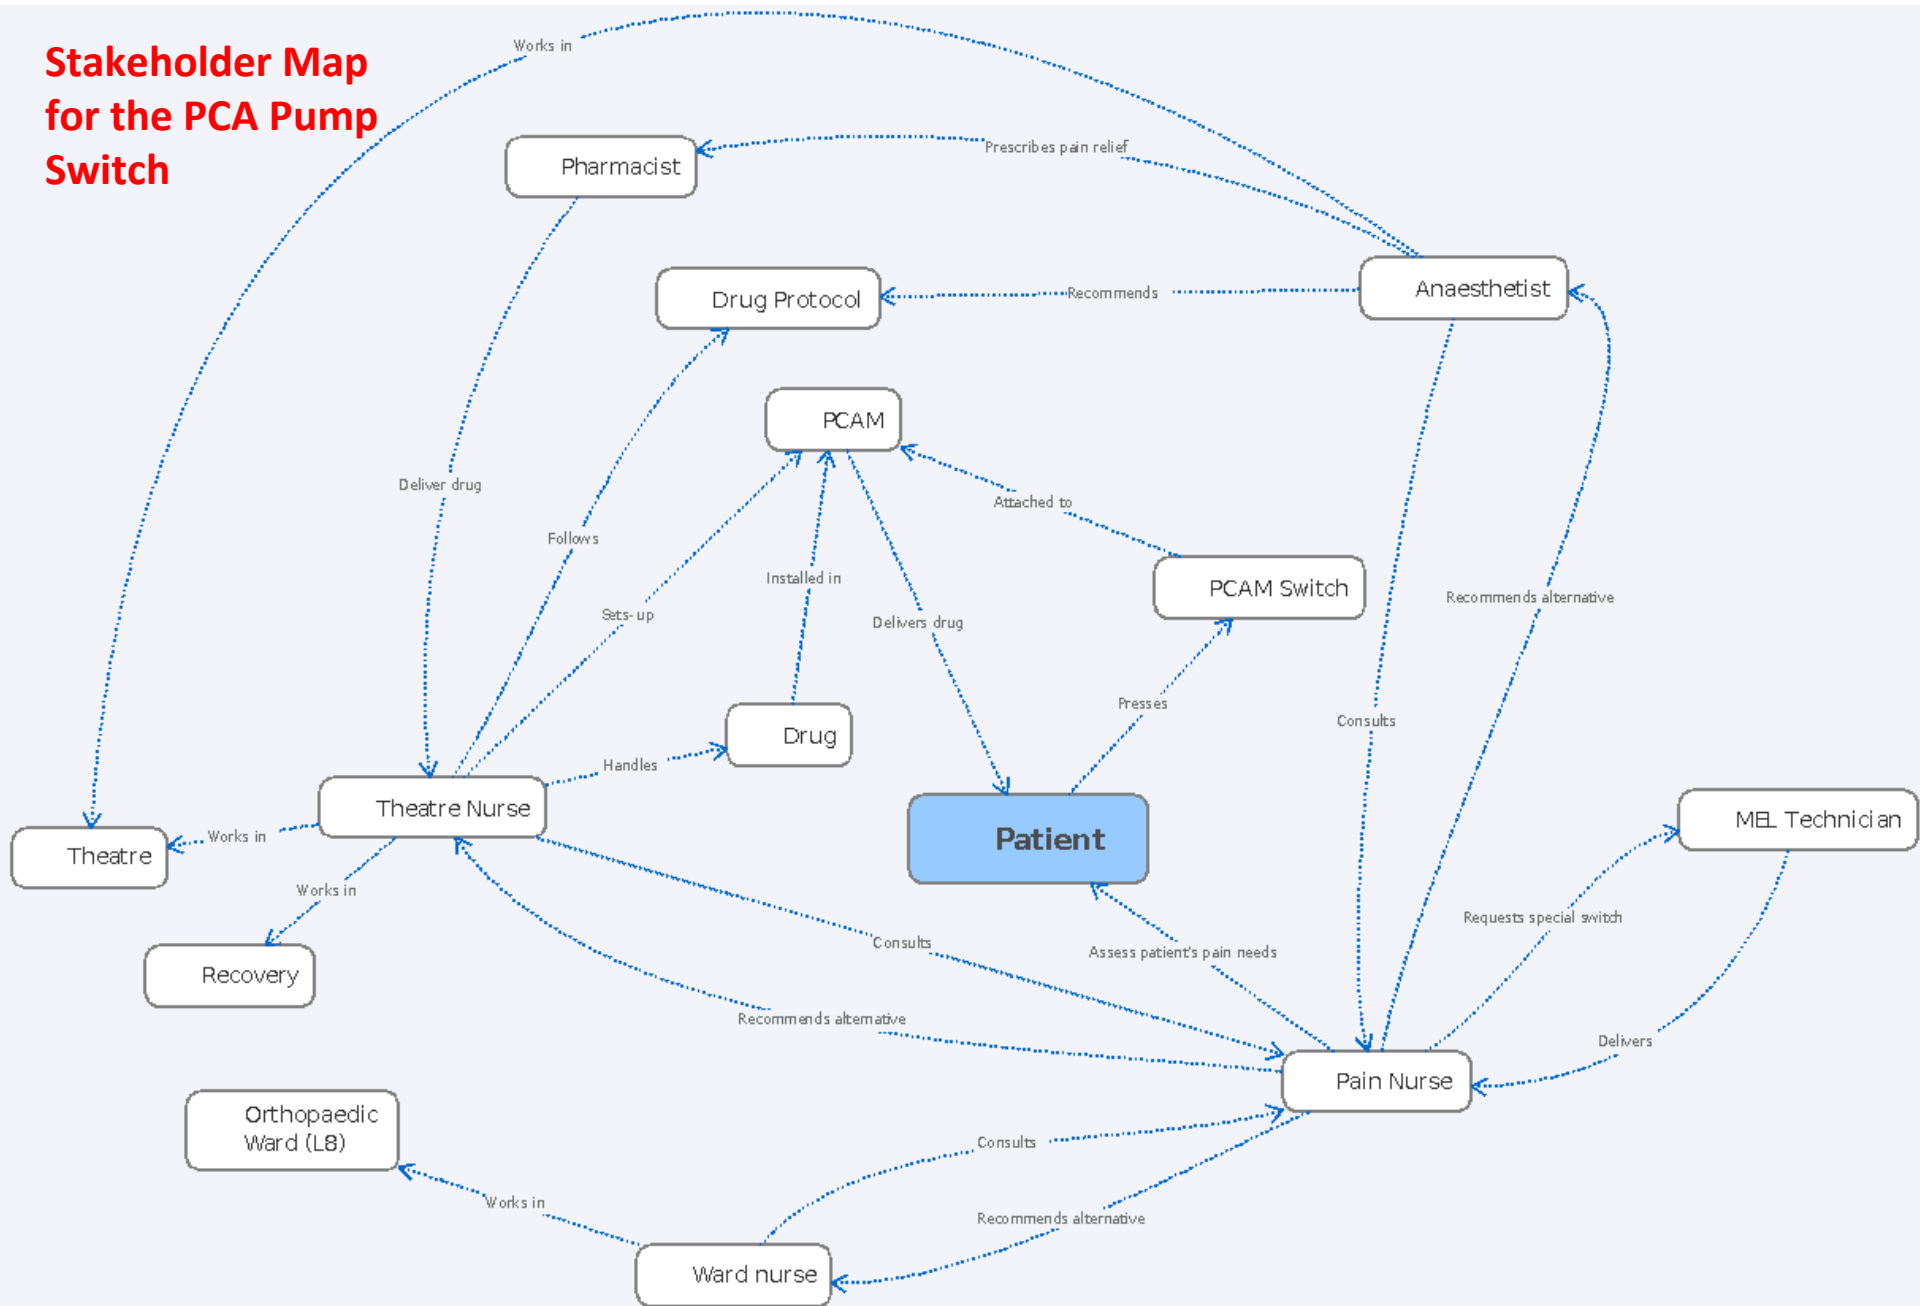 Stakeholder Map
for the PCA Pump
Switch
Works in
Pharmacist
Prescribes pain relief
Drug Protocol
Recommends
Anaesthetist
PCAM
Deliver drug
Attached to
Follows
Installed in
PCAM Switch
Sets-up
Delivers drug
Recommends alternative
Presses
Consults
Drug
Handles
Theatre Nurse
Patient
MEL Technician
Works in
Theatre
Works in
Requests special switch
Consults
Assess patient's pain needs
Recovery
Recommends alternative
Delivers
Pain Nurse
Orthopaedic
Ward (L8)
Consults
Works in
Recommends alternative
Ward nurse